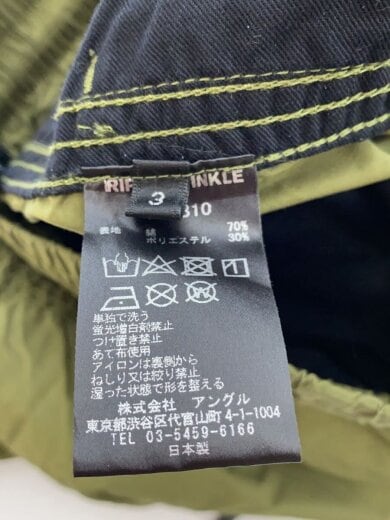 RIP INKLE
3
310
表地 綿 70%
ポリエステル 30%
単独で洗う
蛍光増白剤禁止
つけ置き禁止
あて布使用
アイロンは裏側から
ねじり又は絞り禁止
湿った状態で形を整える
株式会社 アングル
東京都渋谷区代官山町4-1-1004
TEL 03-5459-6166
日本製